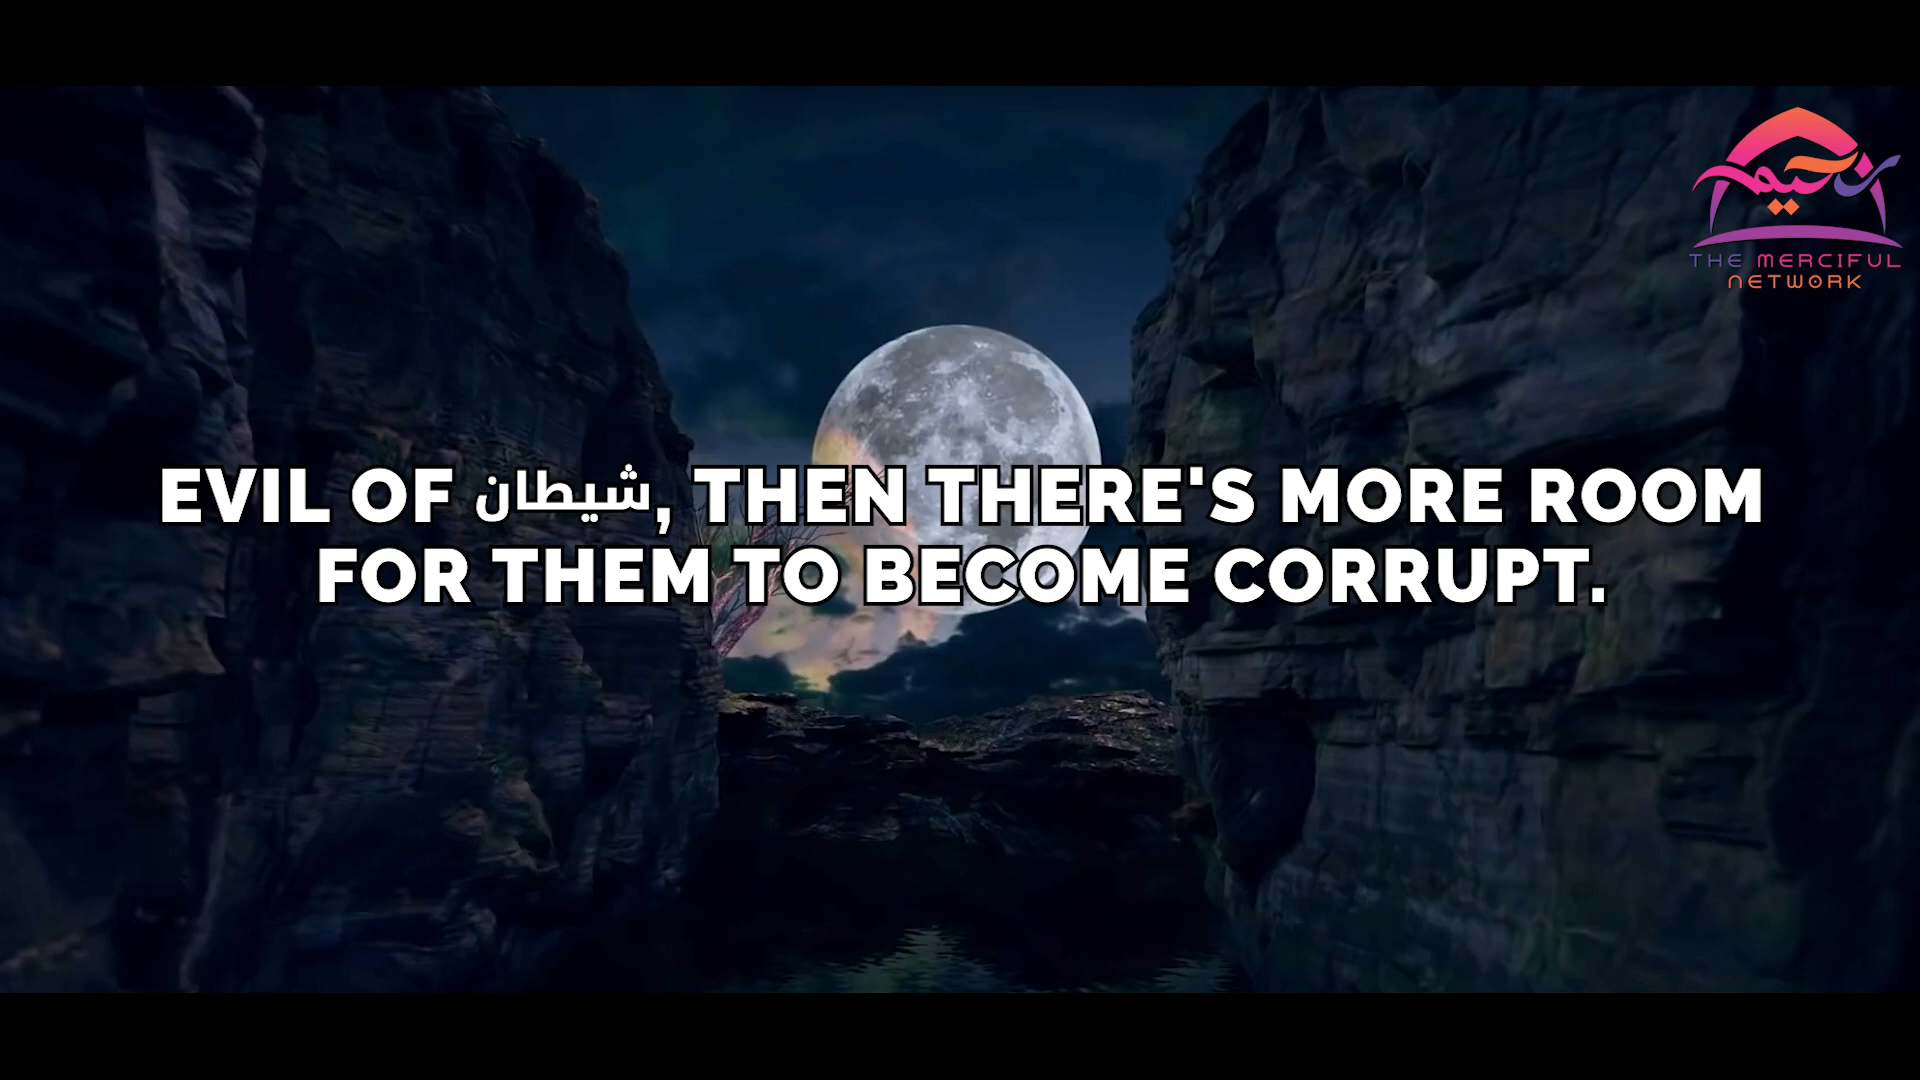 EVIL OF شيطان, THEN THERE'S MORE ROOM
FOR THEM TO BECOME CORRUPT.
THE MERCIFUL
NETWORK